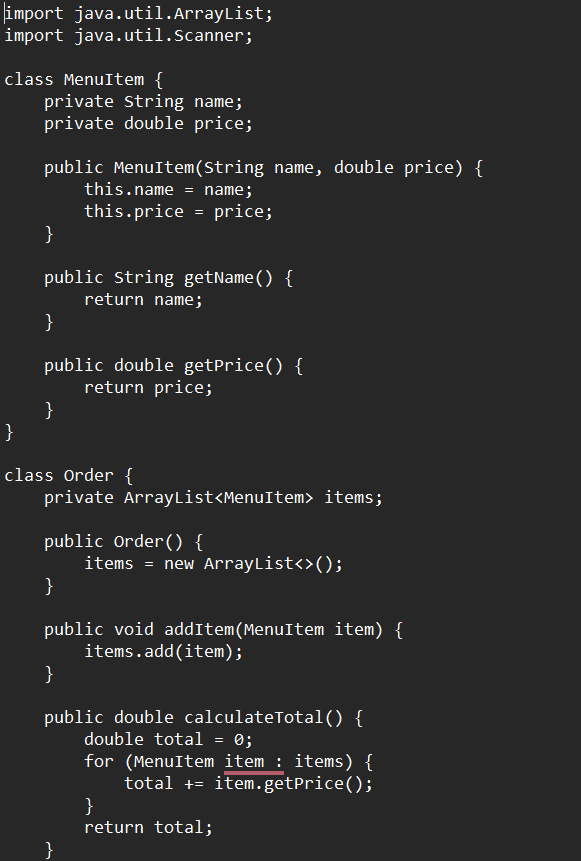 import java.util.ArrayList;
import java.util.Scanner;

class MenuItem {
    private String name;
    private double price;

    public MenuItem(String name, double price) {
        this.name = name;
        this.price = price;
    }

    public String getName() {
        return name;
    }

    public double getPrice() {
        return price;
    }
}

class Order {
    private ArrayList<MenuItem> items;

    public Order() {
        items = new ArrayList<>();
    }

    public void addItem(MenuItem item) {
        items.add(item);
    }

    public double calculateTotal() {
        double total = 0;
        for (MenuItem item : items) {
            total += item.getPrice();
        }
        return total;
    }